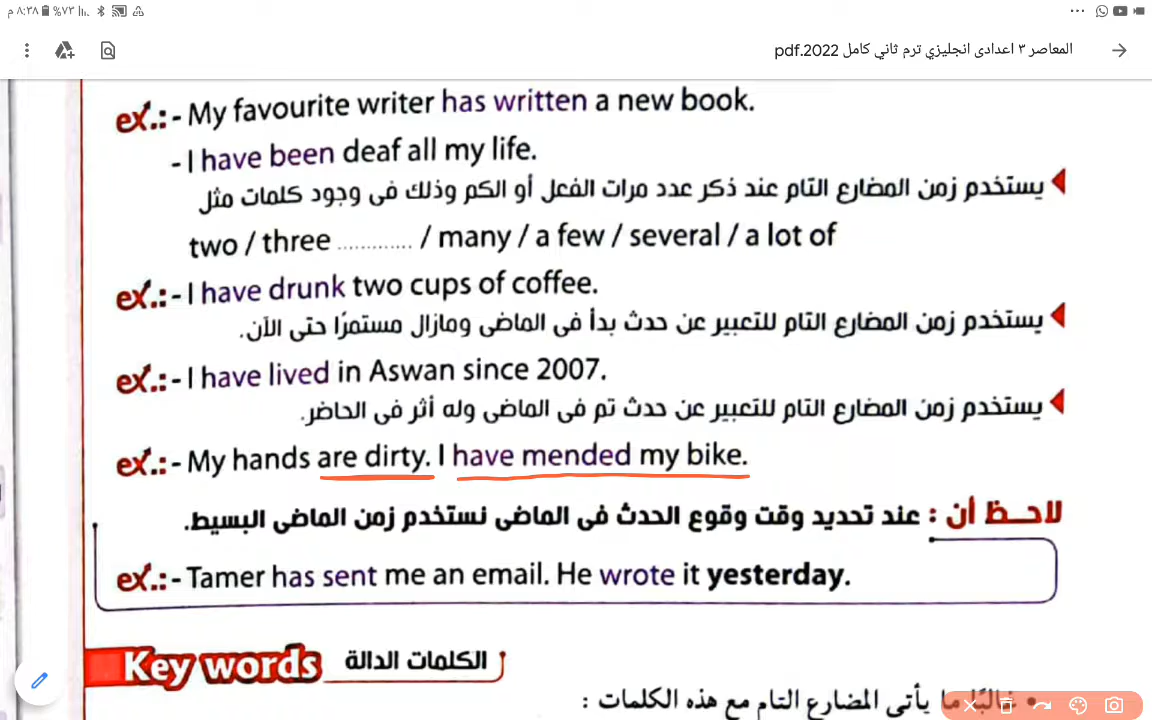 ٨:٣٨ م ٧٣%
المعاصر ٣ اعدادى انجليزي ترم ثاني كامل 2022.pdf
ex.: - My favourite writer has written a new book.
- I have been deaf all my life.
يستخدم زمن المضارع التام عند ذكر عدد مرات الفعل أو الكم وذلك فى وجود كلمات مثل
two / three ............ / many / a few / several / a lot of
ex.: - I have drunk two cups of coffee.
يستخدم زمن المضارع التام للتعبير عن حدث بدأ فى الماضى ومازال مستمرًا حتى الآن.
ex.: - I have lived in Aswan since 2007.
يستخدم زمن المضارع التام للتعبير عن حدث تم فى الماضى وله أثر فى الحاضر.
ex.: - My hands are dirty. I have mended my bike.
لاحظ أن : عند تحديد وقت وقوع الحدث فى الماضى نستخدم زمن الماضى البسيط.
ex.: - Tamer has sent me an email. He wrote it yesterday.
Key words الكلمات الدالة
• غالبًا ما يأتى المضارع التام مع هذه الكلمات :